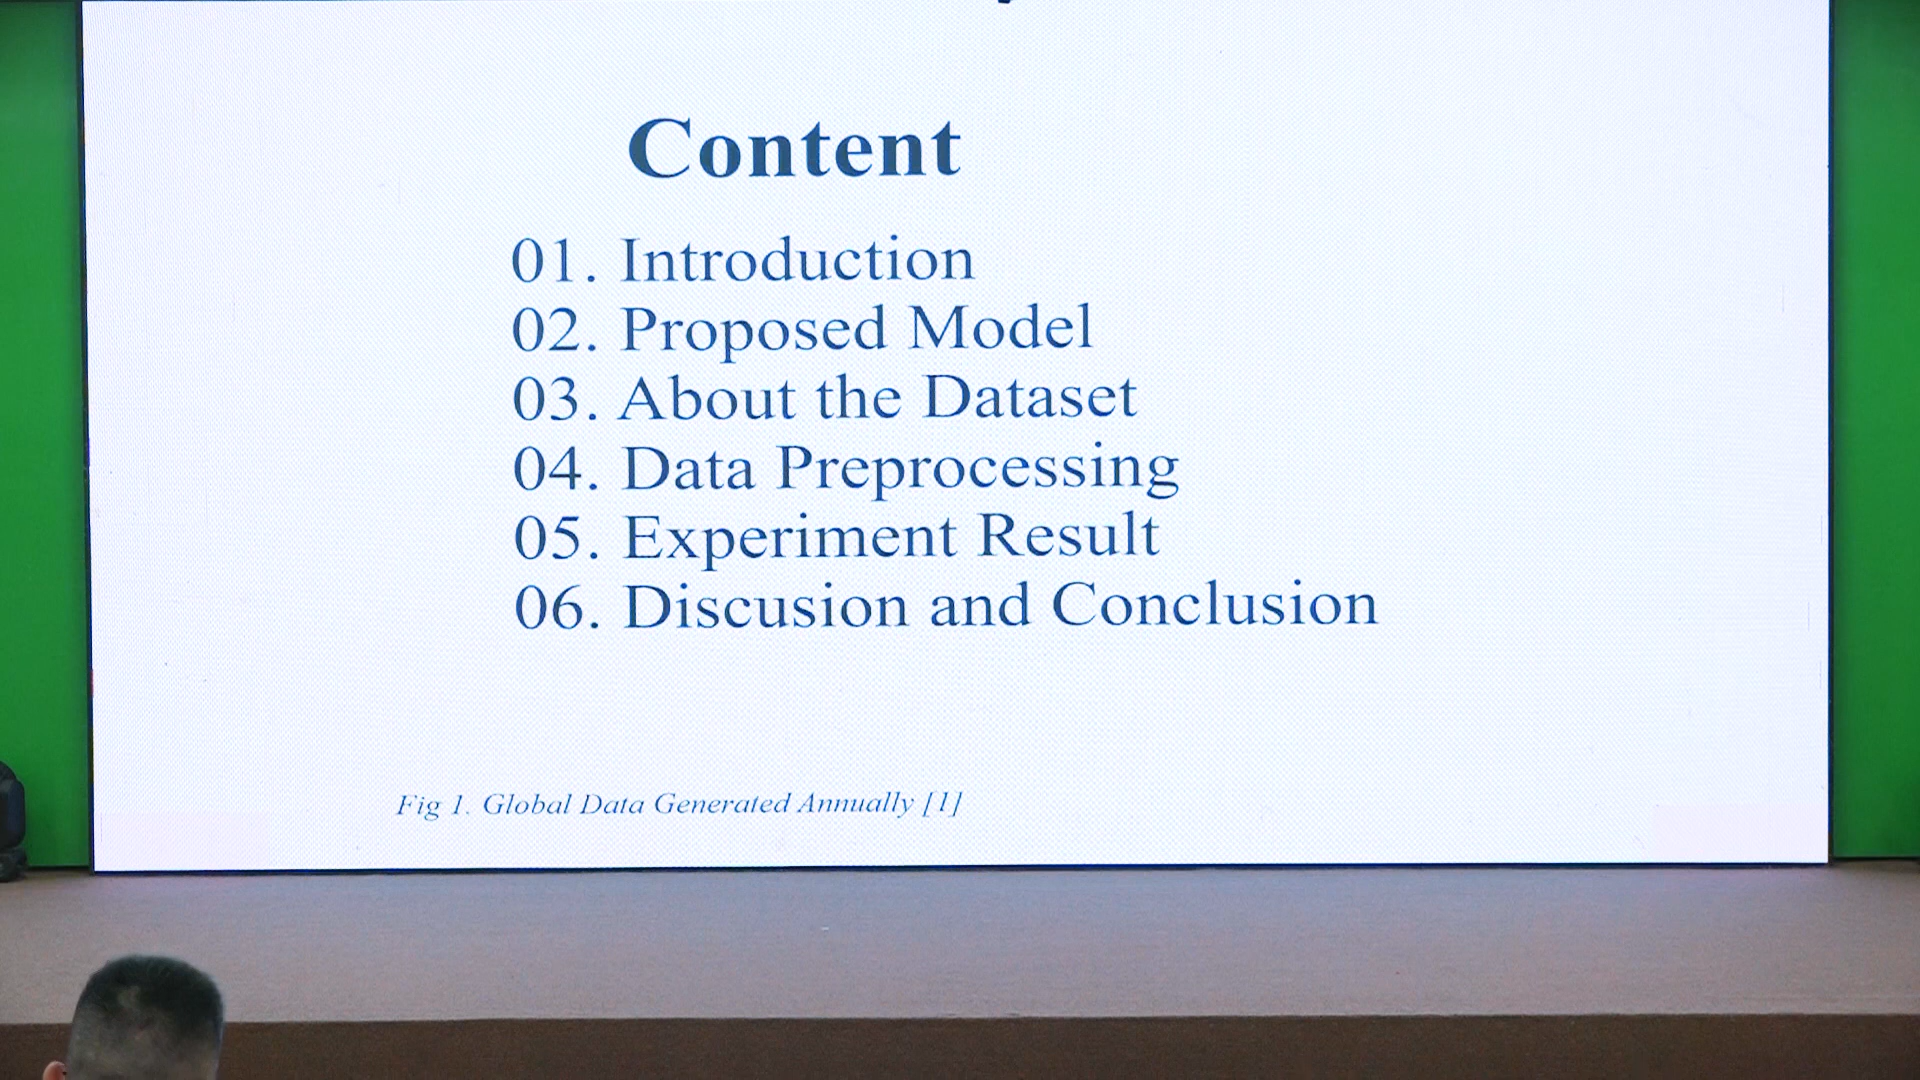 Content
01. Introduction
02. Proposed Model
03. About the Dataset
04. Data Preprocessing
05. Experiment Result
06. Discusion and Conclusion
Fig 1. Global Data Generated Annually [1]